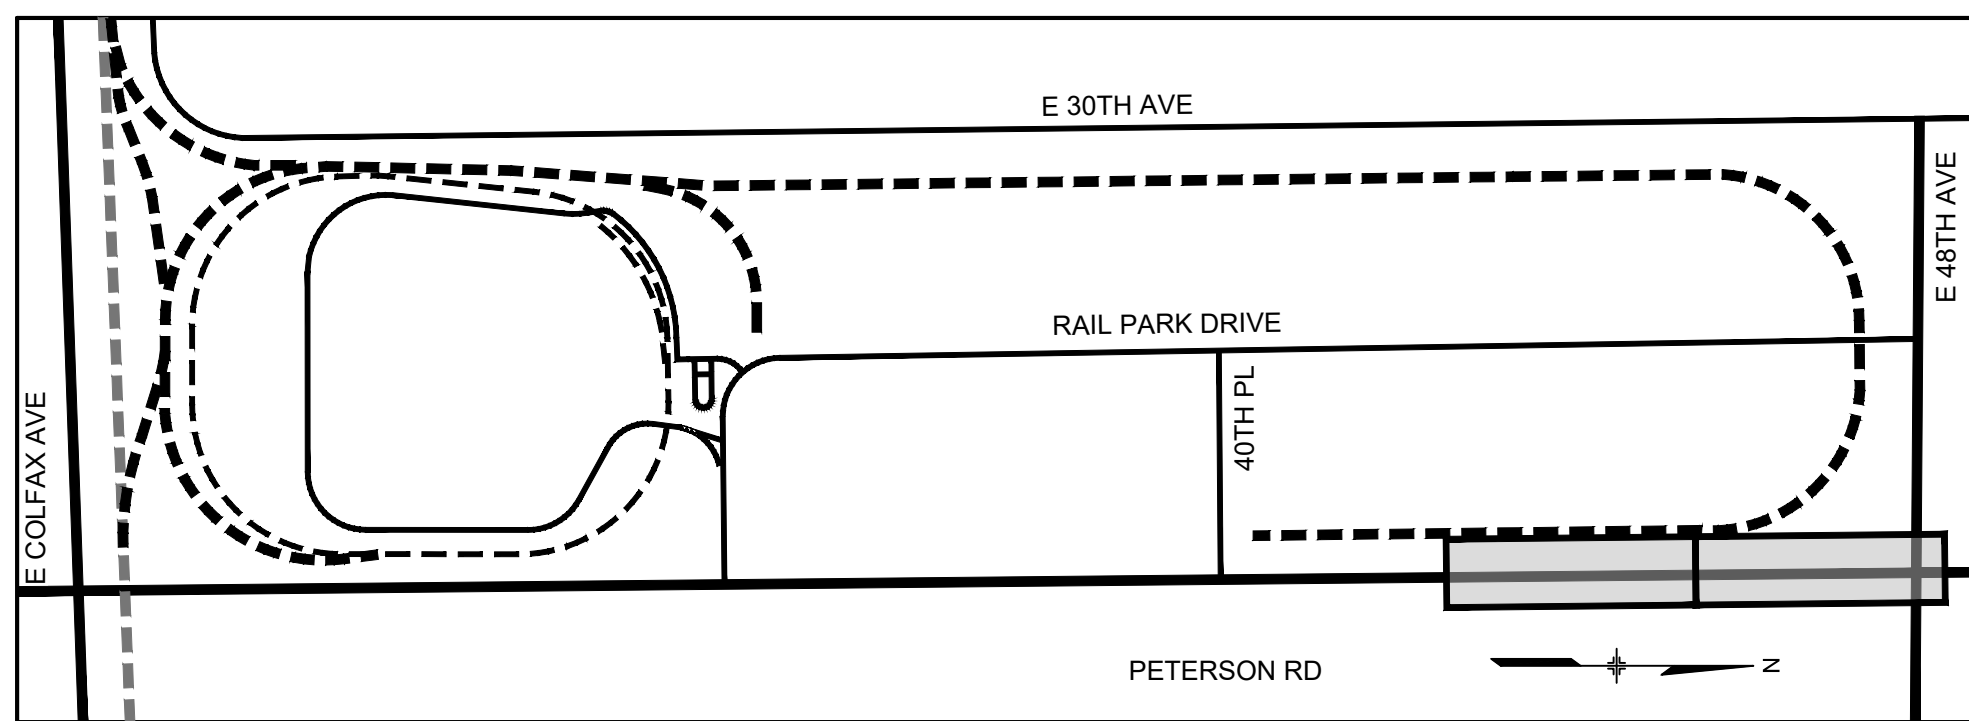 E 30TH AVE
E 48TH AVE
RAIL PARK DRIVE
40TH PL
E COLFAX AVE
PETERSON RD
N